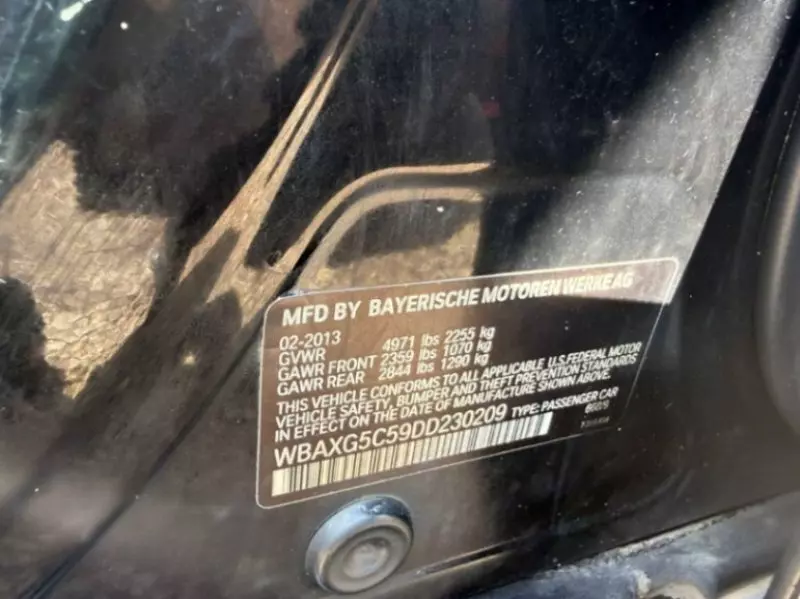 MFD BY BAYERISCHE MOTOREN WERKE AG
02-2013
GVWR 4971 lbs 2255 kg
GAWR FRONT 2359 lbs 1070 kg
GAWR REAR 2844 lbs 1290 kg
THIS VEHICLE CONFORMS TO ALL APPLICABLE U.S. FEDERAL MOTOR
VEHICLE SAFETY, BUMPER AND THEFT PREVENTION STANDARDS
IN EFFECT ON THE DATE OF MANUFACTURE SHOWN ABOVE.
WBAXG5C59DD230209 TYPE: PASSENGER CAR